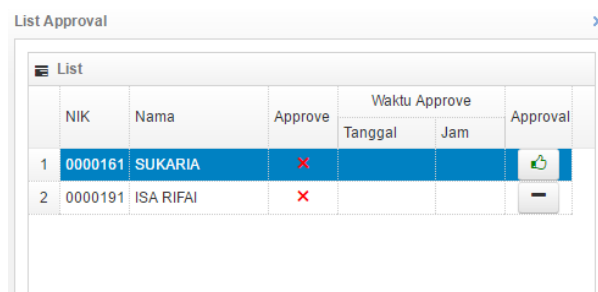 List Approval
List
NIK Nama Approve Waktu Approve Approval
Tanggal Jam
1 0000161 SUKARIA
2 0000191 ISA RIFAI